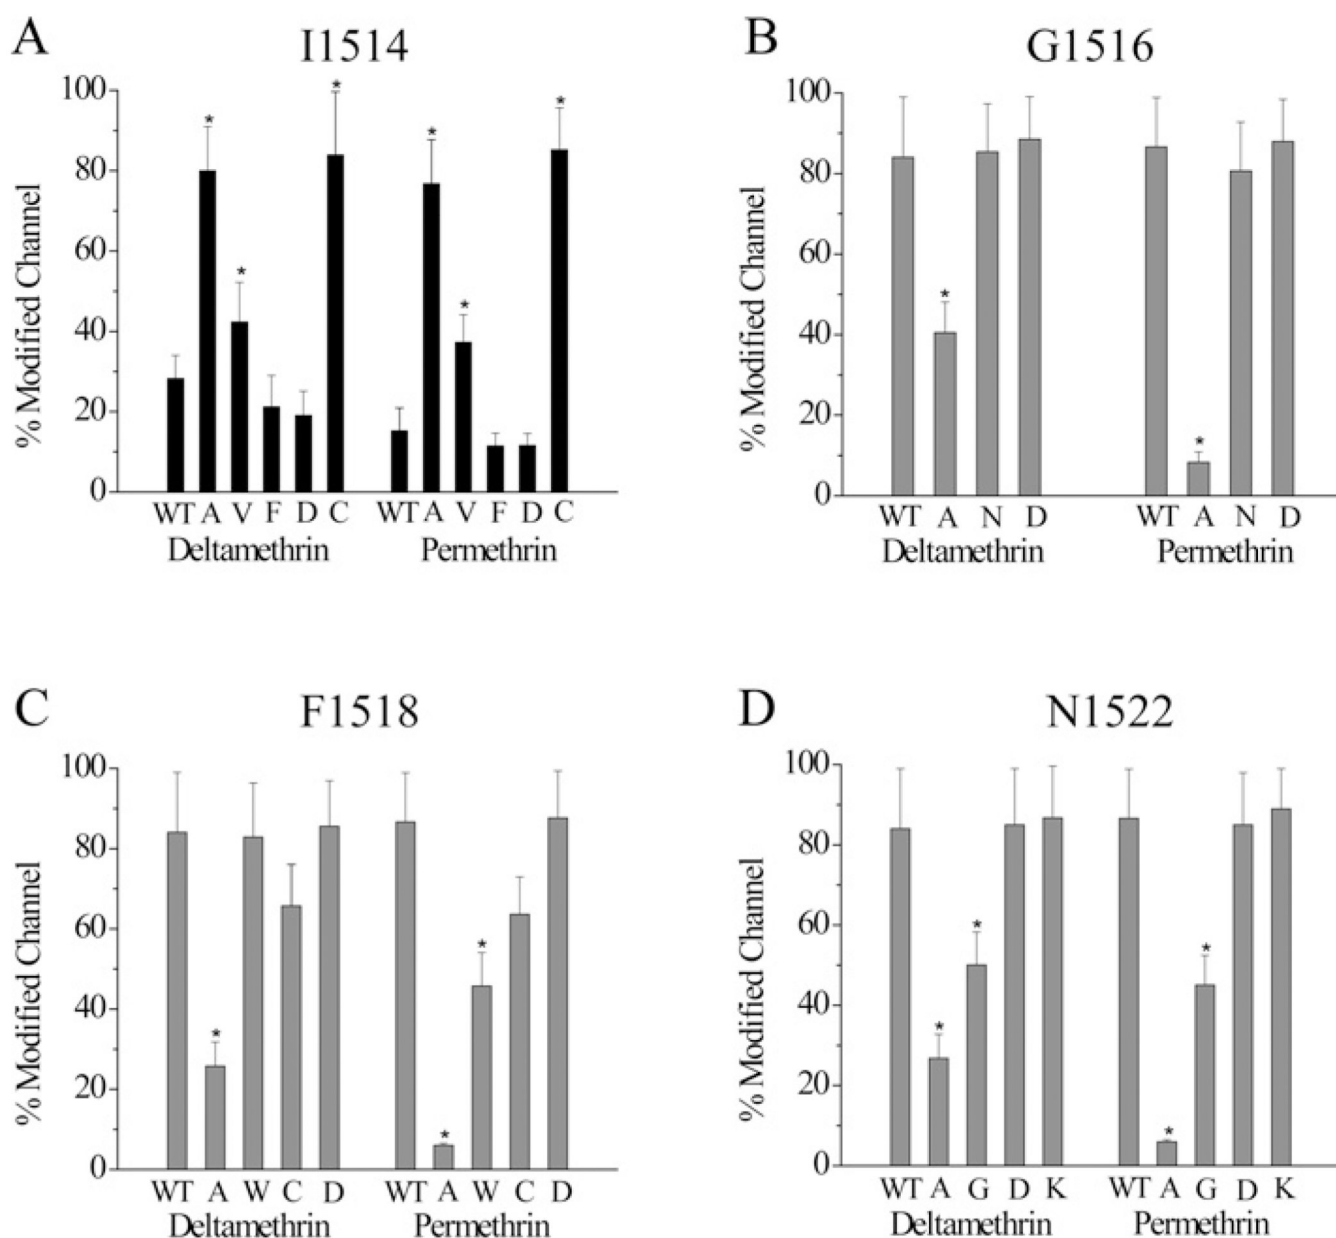 A
I1514
% Modified Channel
100
80
60
40
20
0
* * * * * *
WT A V F D C WT A V F D C
Deltamethrin Permethrin
B
G1516
% Modified Channel
100
80
60
40
20
0
* *
WT A N D WT A N D
Deltamethrin Permethrin
C
F1518
% Modified Channel
100
80
60
40
20
0
* * *
WT A W C D WT A W C D
Deltamethrin Permethrin
D
N1522
% Modified Channel
100
80
60
40
20
0
* * * *
WT A G D K WT A G D K
Deltamethrin Permethrin